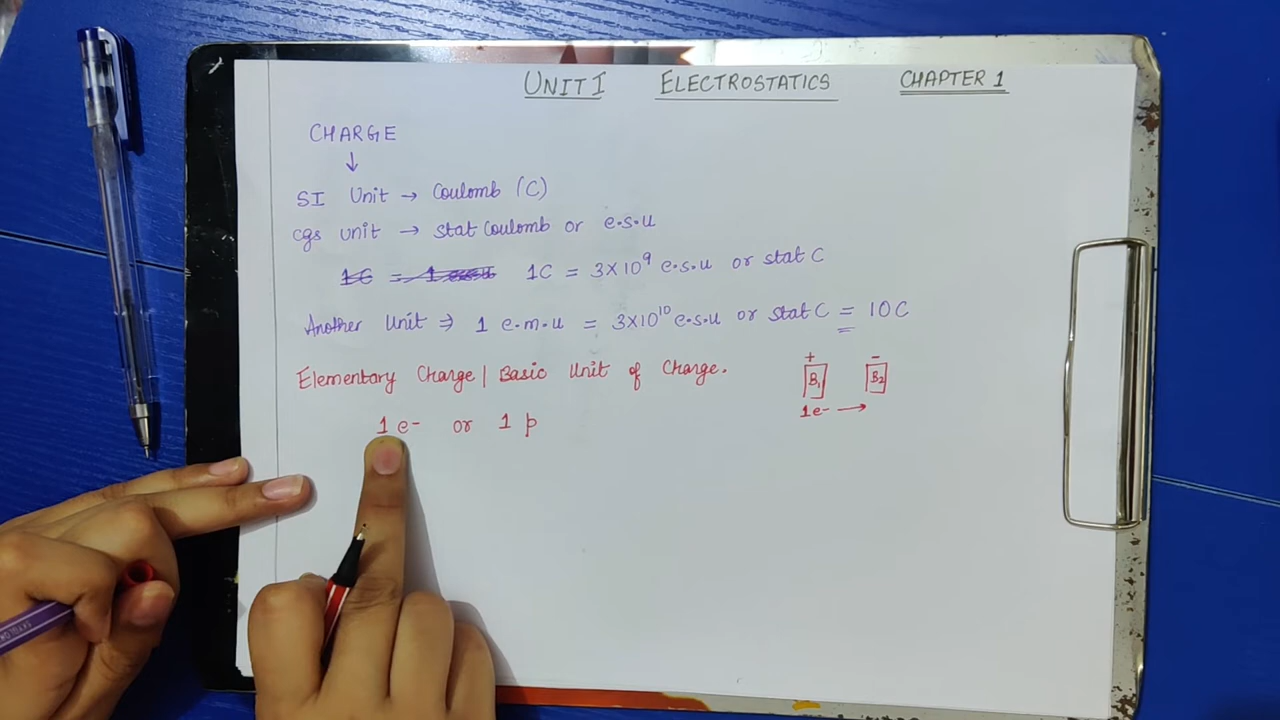 UNIT I ELECTROSTATICS CHAPTER 1
CHARGE
↓
SI Unit → Coulomb (C)
cgs unit → stat Coulomb or e.s.u
1C = 3×10⁹ e.s.u or stat C
Another Unit ⇒ 1 e.m.u = 3×10¹⁰ e.s.u or stat C = 10C
Elementary Charge | Basic Unit of Charge.
+ -
B₁ B₂
1e- →
1 e- or 1 p